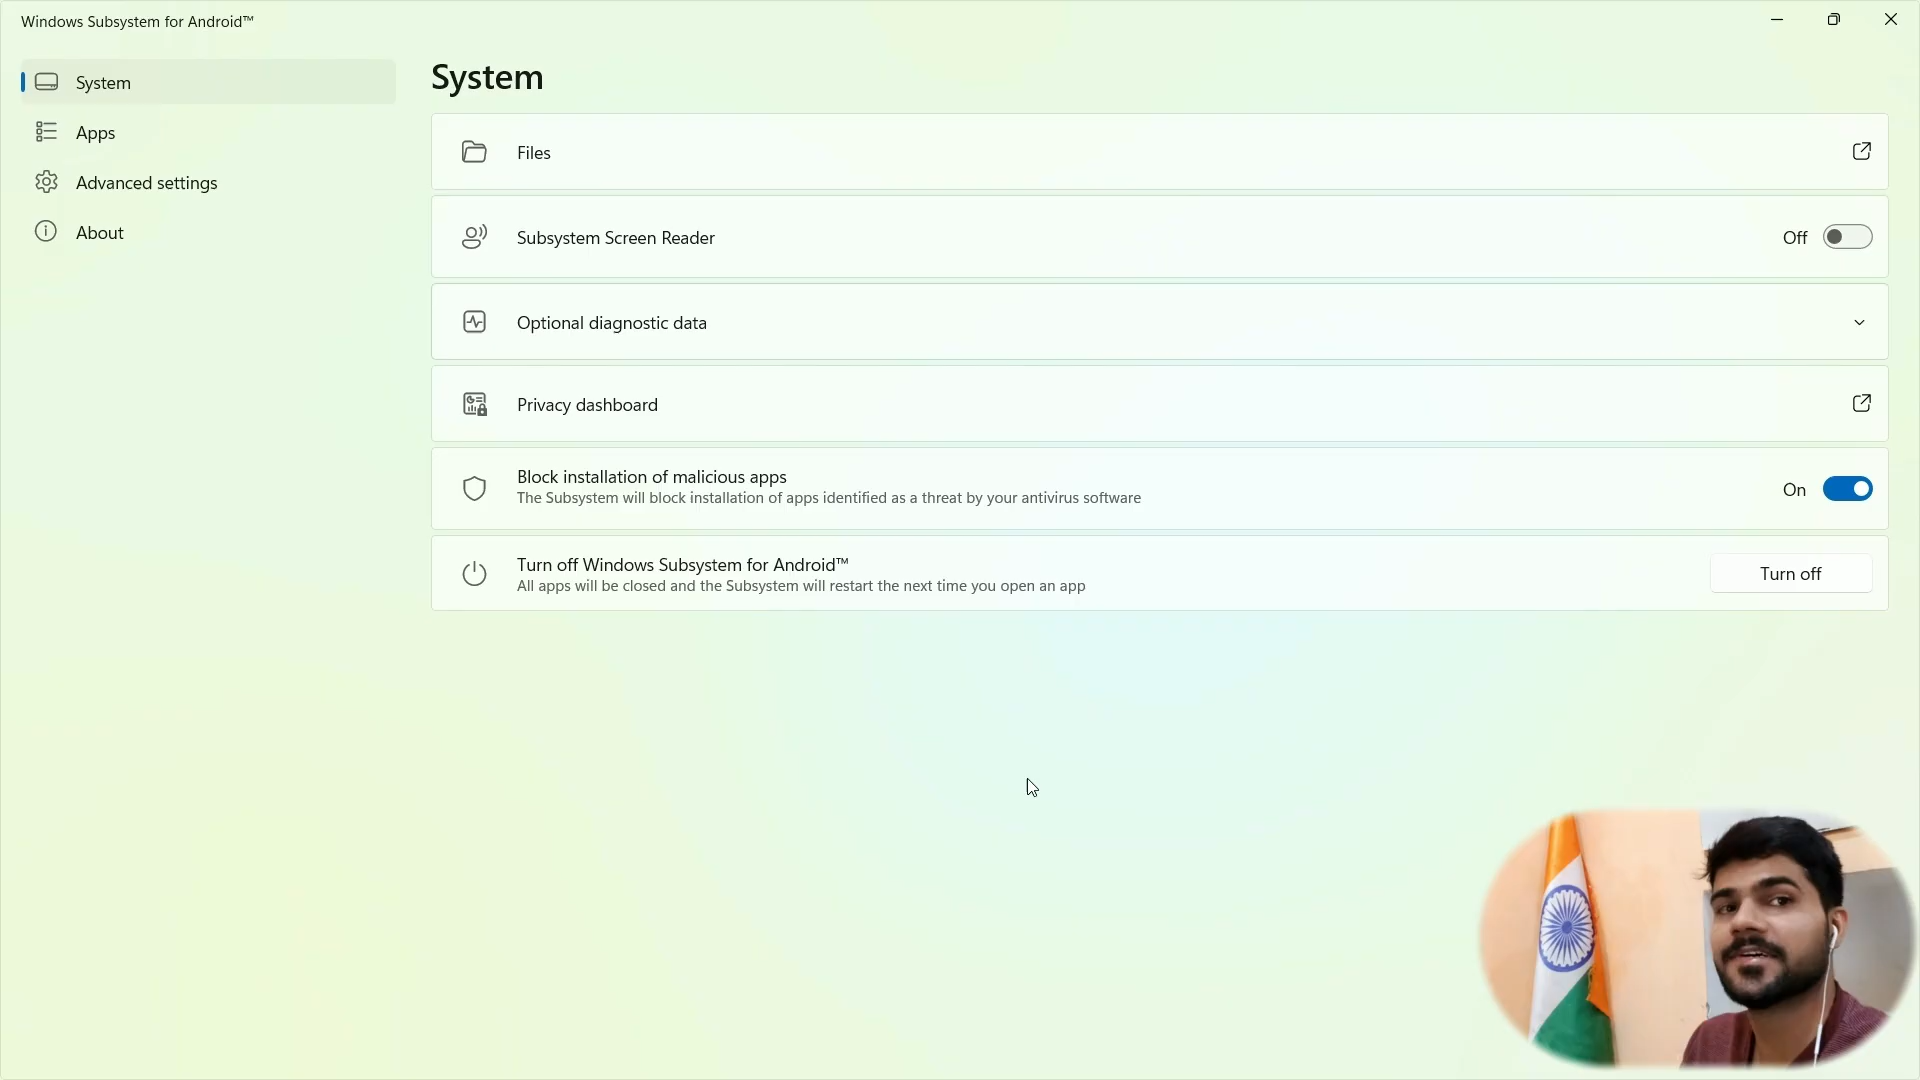 Windows Subsystem for Android™
System
Apps
Advanced settings
About
System
Files
Subsystem Screen Reader
Off
Optional diagnostic data
Privacy dashboard
Block installation of malicious apps
The Subsystem will block installation of apps identified as a threat by your antivirus software
On
Turn off Windows Subsystem for Android™
All apps will be closed and the Subsystem will restart the next time you open an app
Turn off